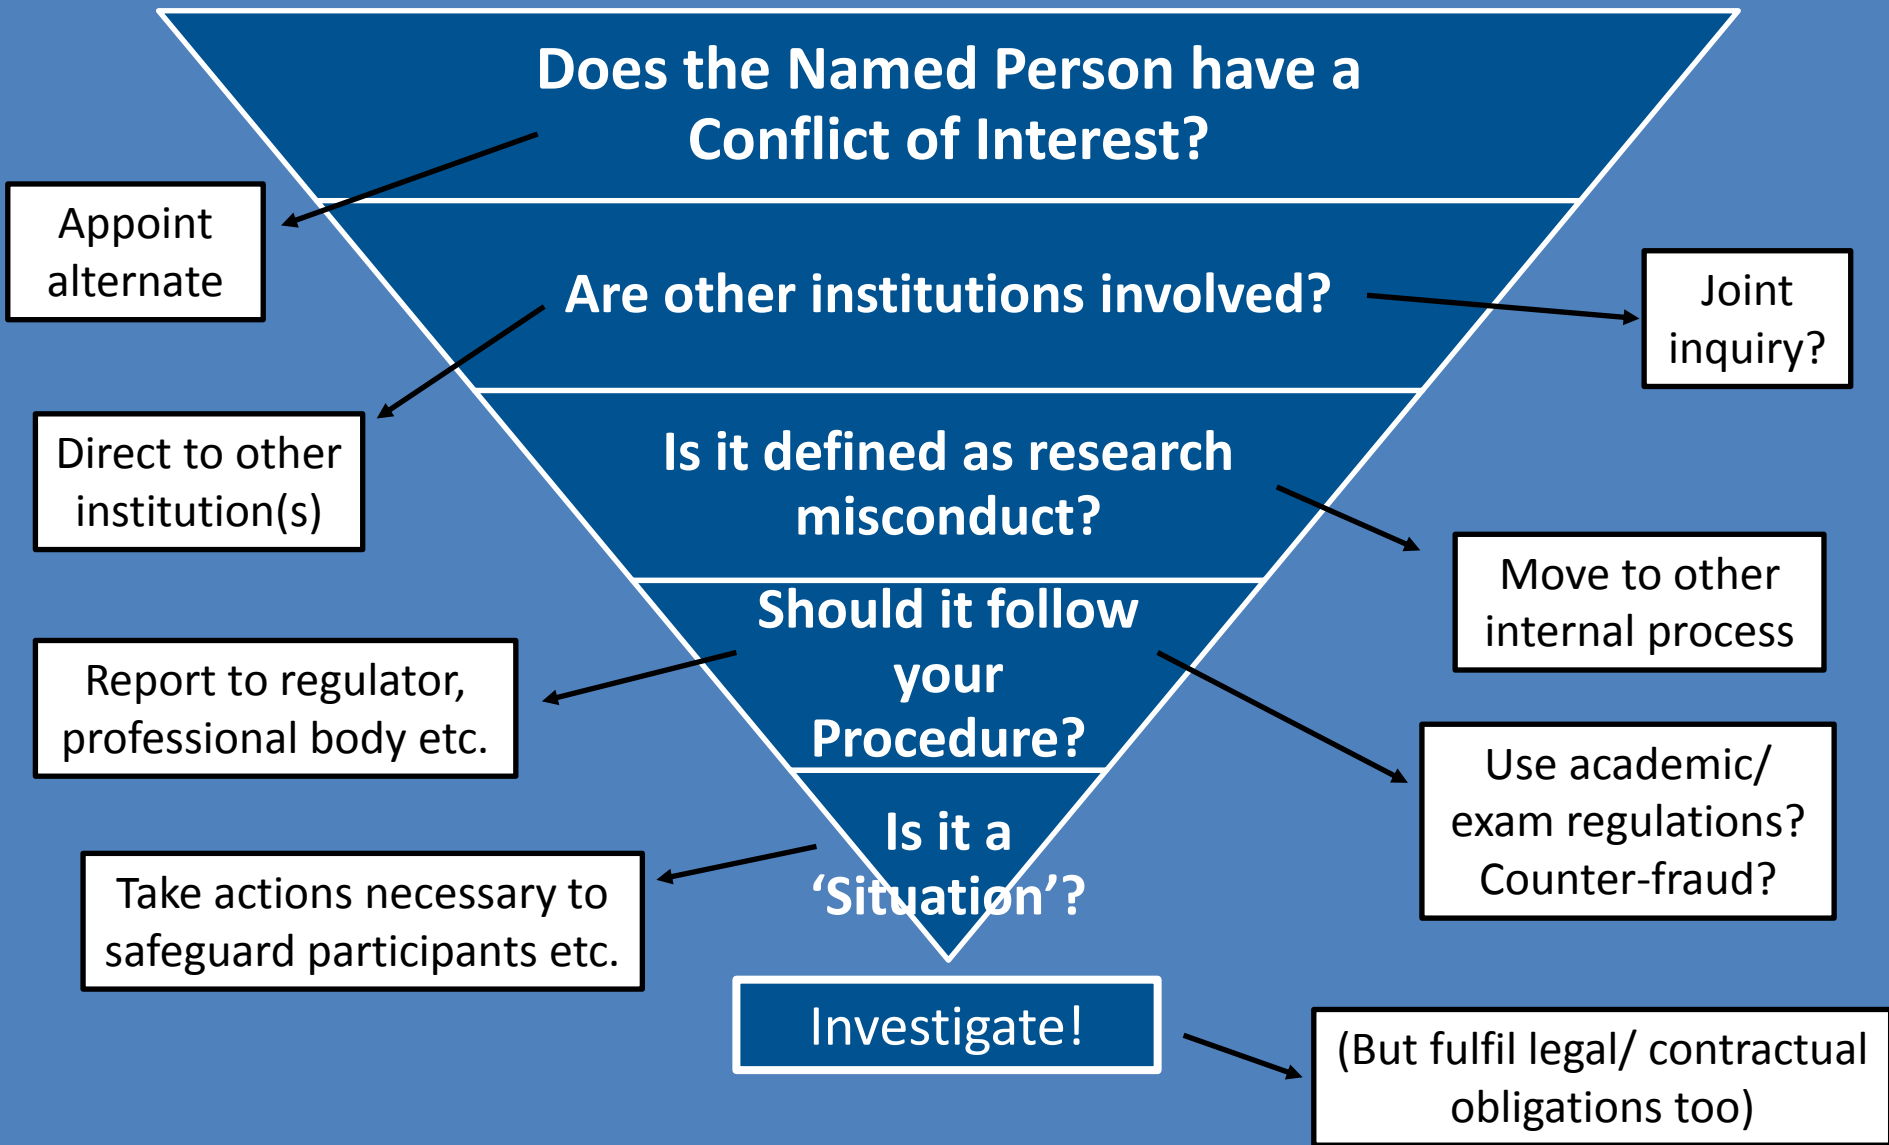 Does the Named Person have a
Conflict of Interest?
Appoint
alternate
Are other institutions involved?
Joint
inquiry?
Direct to other
institution(s)
Is it defined as research
misconduct?
Move to other
internal process
Should it follow
your
Procedure?
Report to regulator,
professional body etc.
Use academic/
exam regulations?
Counter-fraud?
Is it a
‘Situation’?
Take actions necessary to
safeguard participants etc.
Investigate!
(But fulfil legal/ contractual
obligations too)